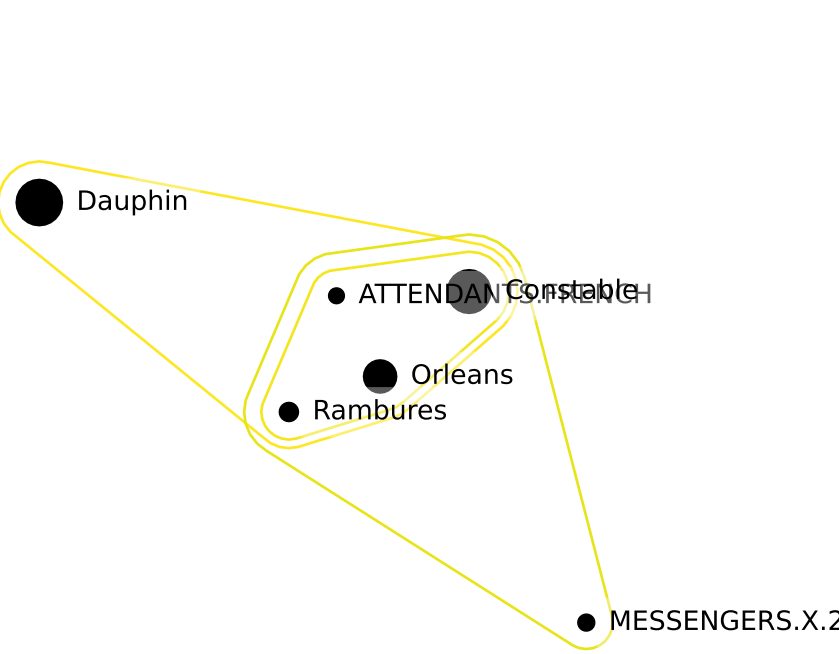 Dauphin
Constable
ATTENDANTS.FRENCH
Orleans
Rambures
MESSENGERS.X.2